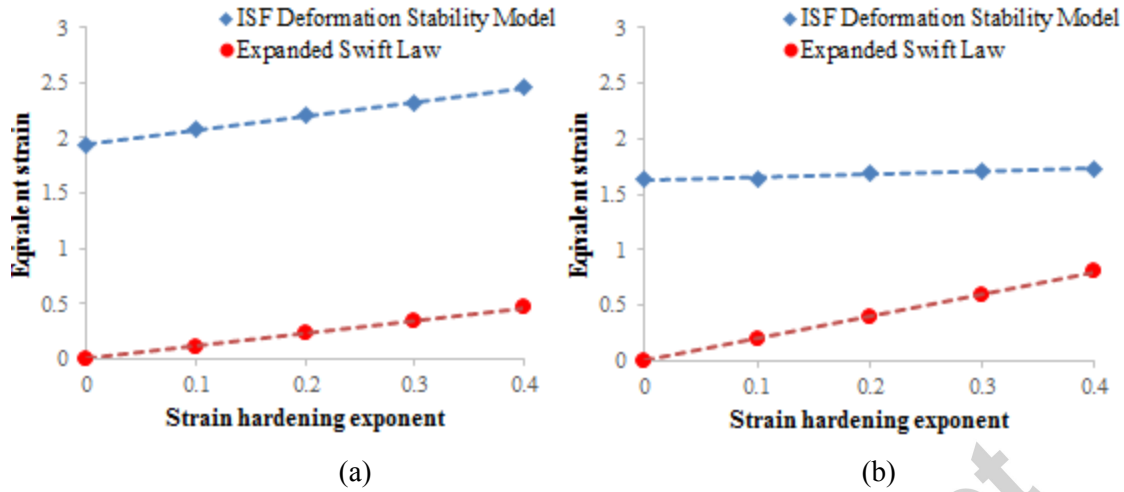 ISF Deformation Stability Model
Expanded Swift Law
3
2.5
2
1.5
1
0.5
0
Eqivalent strain
0 0.1 0.2 0.3 0.4
Strain hardening exponent
(a)
ISF Deformation Stability Model
Expanded Swift Law
3
2.5
2
1.5
1
0.5
0
Eqivalent strain
0 0.1 0.2 0.3 0.4
Strain hardening exponent
(b)